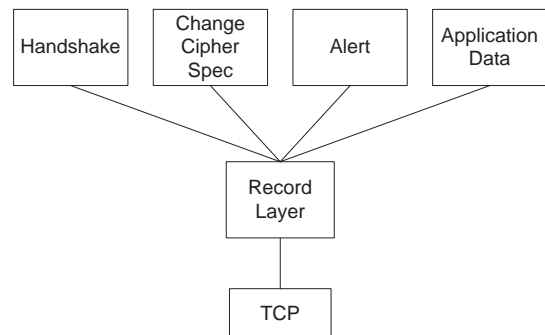 Handshake
Change
Cipher
Spec
Alert
Application
Data
Record
Layer
TCP